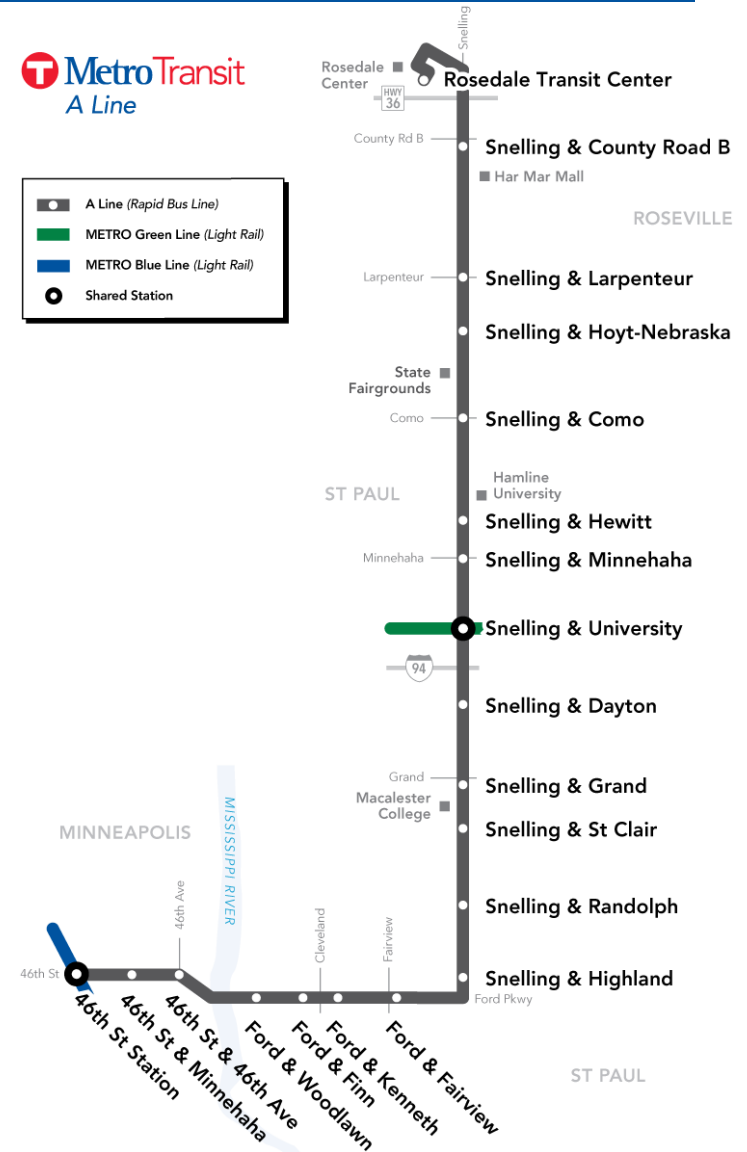 Snelling
T MetroTransit
A Line
Rosedale
Center
Rosedale Transit Center
HWY
36
County Rd B
Snelling & County Road B
Har Mar Mall
A Line (Rapid Bus Line)
METRO Green Line (Light Rail)
METRO Blue Line (Light Rail)
Shared Station
ROSEVILLE
Larpenteur
Snelling & Larpenteur
Snelling & Hoyt-Nebraska
State
Fairgrounds
Como
Snelling & Como
Hamline
University
ST PAUL
Snelling & Hewitt
Minnehaha
Snelling & Minnehaha
Snelling & University
94
Snelling & Dayton
Grand
Snelling & Grand
Macalester
College
Snelling & St Clair
MINNEAPOLIS
MISSISSIPPI RIVER
46th Ave
Cleveland
Fairview
Snelling & Randolph
46th St
Snelling & Highland
Ford Pkwy
46th St Station
46th St & Minnehaha
46th St & 46th Ave
Ford & Woodlawn
Ford & Finn
Ford & Kenneth
Ford & Fairview
ST PAUL